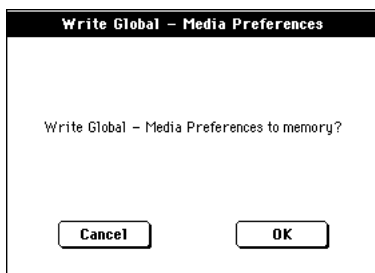 Write Global – Media Preferences
Write Global – Media Preferences to memory?
Cancel
OK